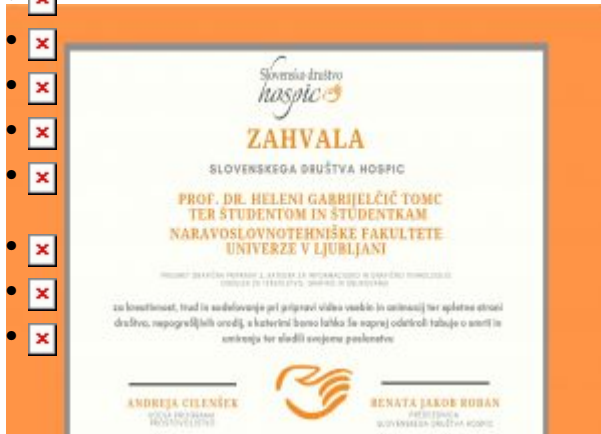 Slovensko društvo
hospic
ZAHVALA
SLOVENSKEGA DRUŠTVA HOSPIC
PROF. DR. HELENI GABRIJELČIČ TOMC
TER ŠTUDENTOM IN ŠTUDENTKAM
NARAVOSLOVNOTEHNIŠKE FAKULTETE
UNIVERZE V LJUBLJANI
za kreativnost, trud in sodelovanje pri pripravi video vsebin in animacij ter spletne strani
društva, nepogrešljivih orodij, s katerimi bomo lahko še naprej odstirali tabuje o smrti in
umiranju ter sledili svojemu poslanstvu
ANDREJA CILENŠEK
RENATA JAKOB ROBAN
VODJA PROGRAMA
PROSTOVOLJSTVO
PREDSEDNICA
SLOVENSKEGA DRUŠTVA HOSPIC